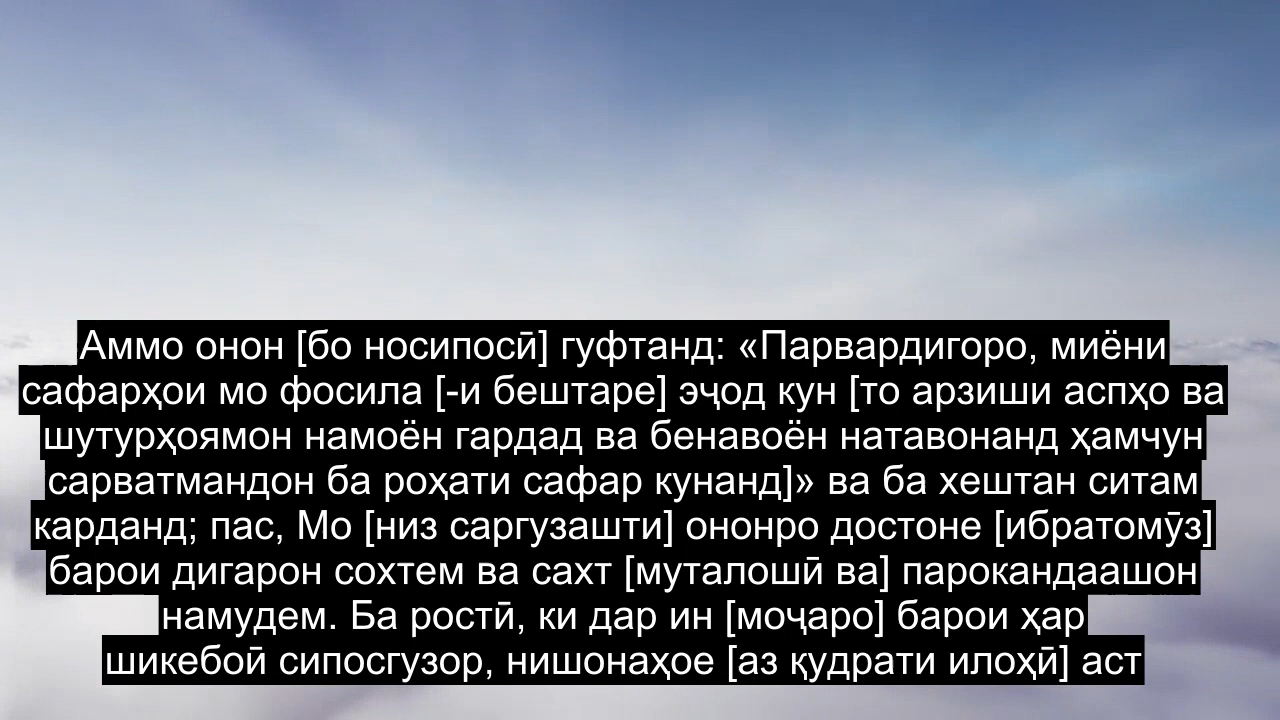 Аммо онон [бо носипосӣ] гуфтанд: «Парвардигоро, миёни
сафарҳои мо фосила [-и бештаре] эҷод кун [то арзиши аспҳо ва
шутурҳоямон намоён гардад ва бенавоён натавонанд ҳамчун
сарватмандон ба роҳати сафар кунанд]» ва ба хештан ситам
карданд; пас, Мо [низ саргузашти] ононро достоне [ибратомӯз]
барои дигарон сохтем ва сахт [муталошӣ ва] парокандаашон
намудем. Ба ростӣ, ки дар ин [моҷаро] барои ҳар
шикебоӣ сипосгузор, нишонаҳое [аз қудрати илоҳӣ] аст